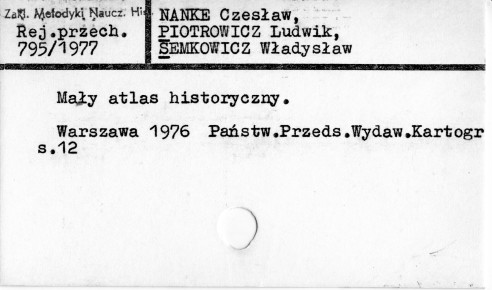 Zakł. Metodyki Naucz. His
Rej.przech.
795/1977
NANKE Czesław,
PIOTROWICZ Ludwik,
SEMKOWICZ Władysław
Mały atlas historyczny.
Warszawa 1976 Państw.Przeds.Wydaw.Kartogr
s.12